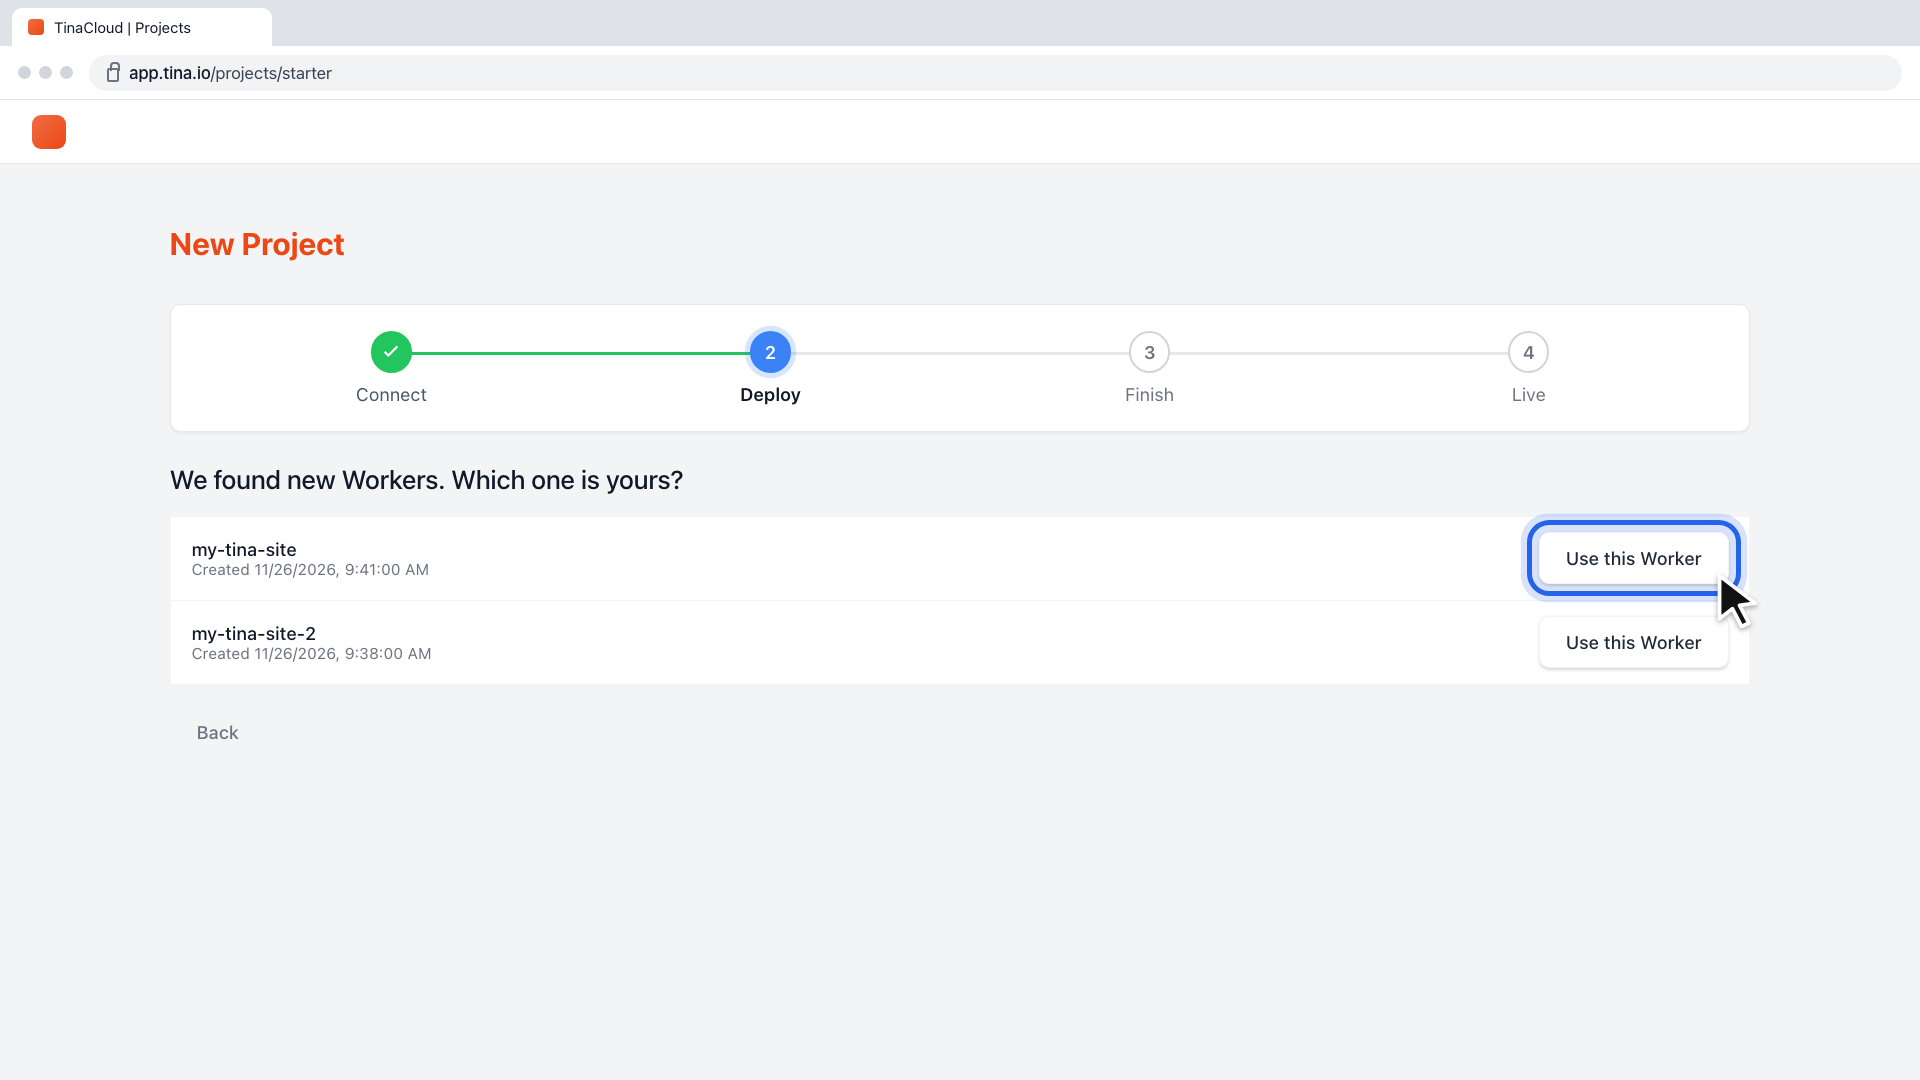 TinaCloud | Projects
app.tina.io/projects/starter
New Project
2
3
4
Connect
Deploy
Finish
Live
We found new Workers. Which one is yours?
my-tina-site
Created 11/26/2026, 9:41:00 AM
Use this Worker
my-tina-site-2
Created 11/26/2026, 9:38:00 AM
Use this Worker
Back